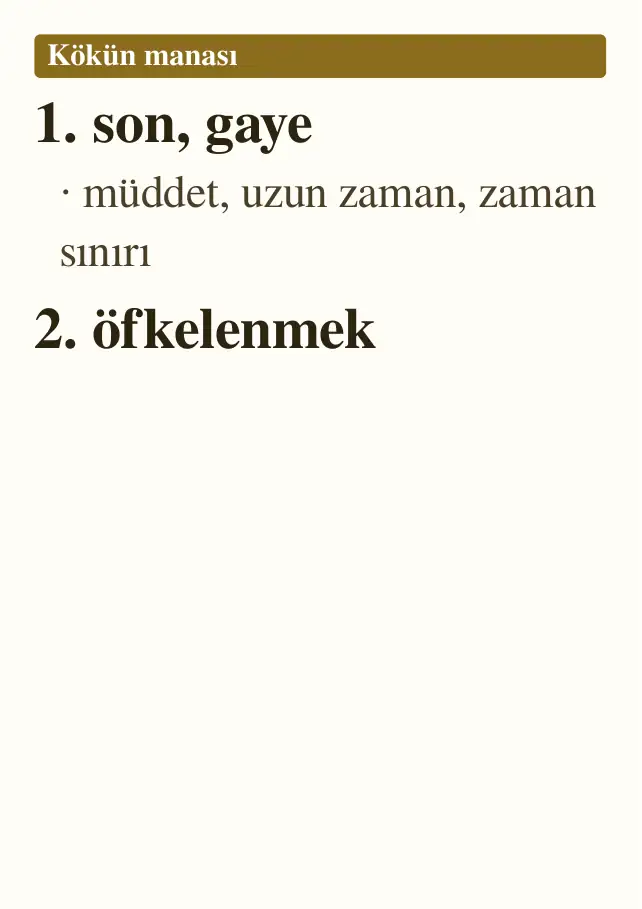 Kökün manası
1. son, gaye
· müddet, uzun zaman, zaman
sınırı
2. öfkelenmek